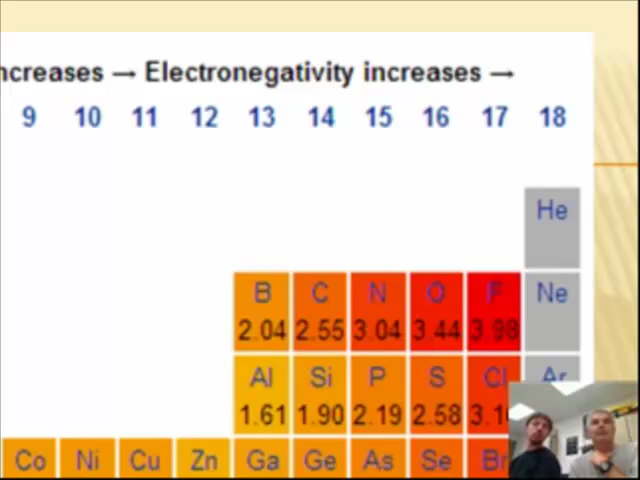 → Electronegativity increases →
9 10 11 12 13 14 15 16 17 18
He
B C N O F Ne
2.04 2.55 3.04 3.44 3.98
Al Si P S Cl Ar
1.61 1.90 2.19 2.58
Co Ni Cu Zn Ga Ge As Se Br